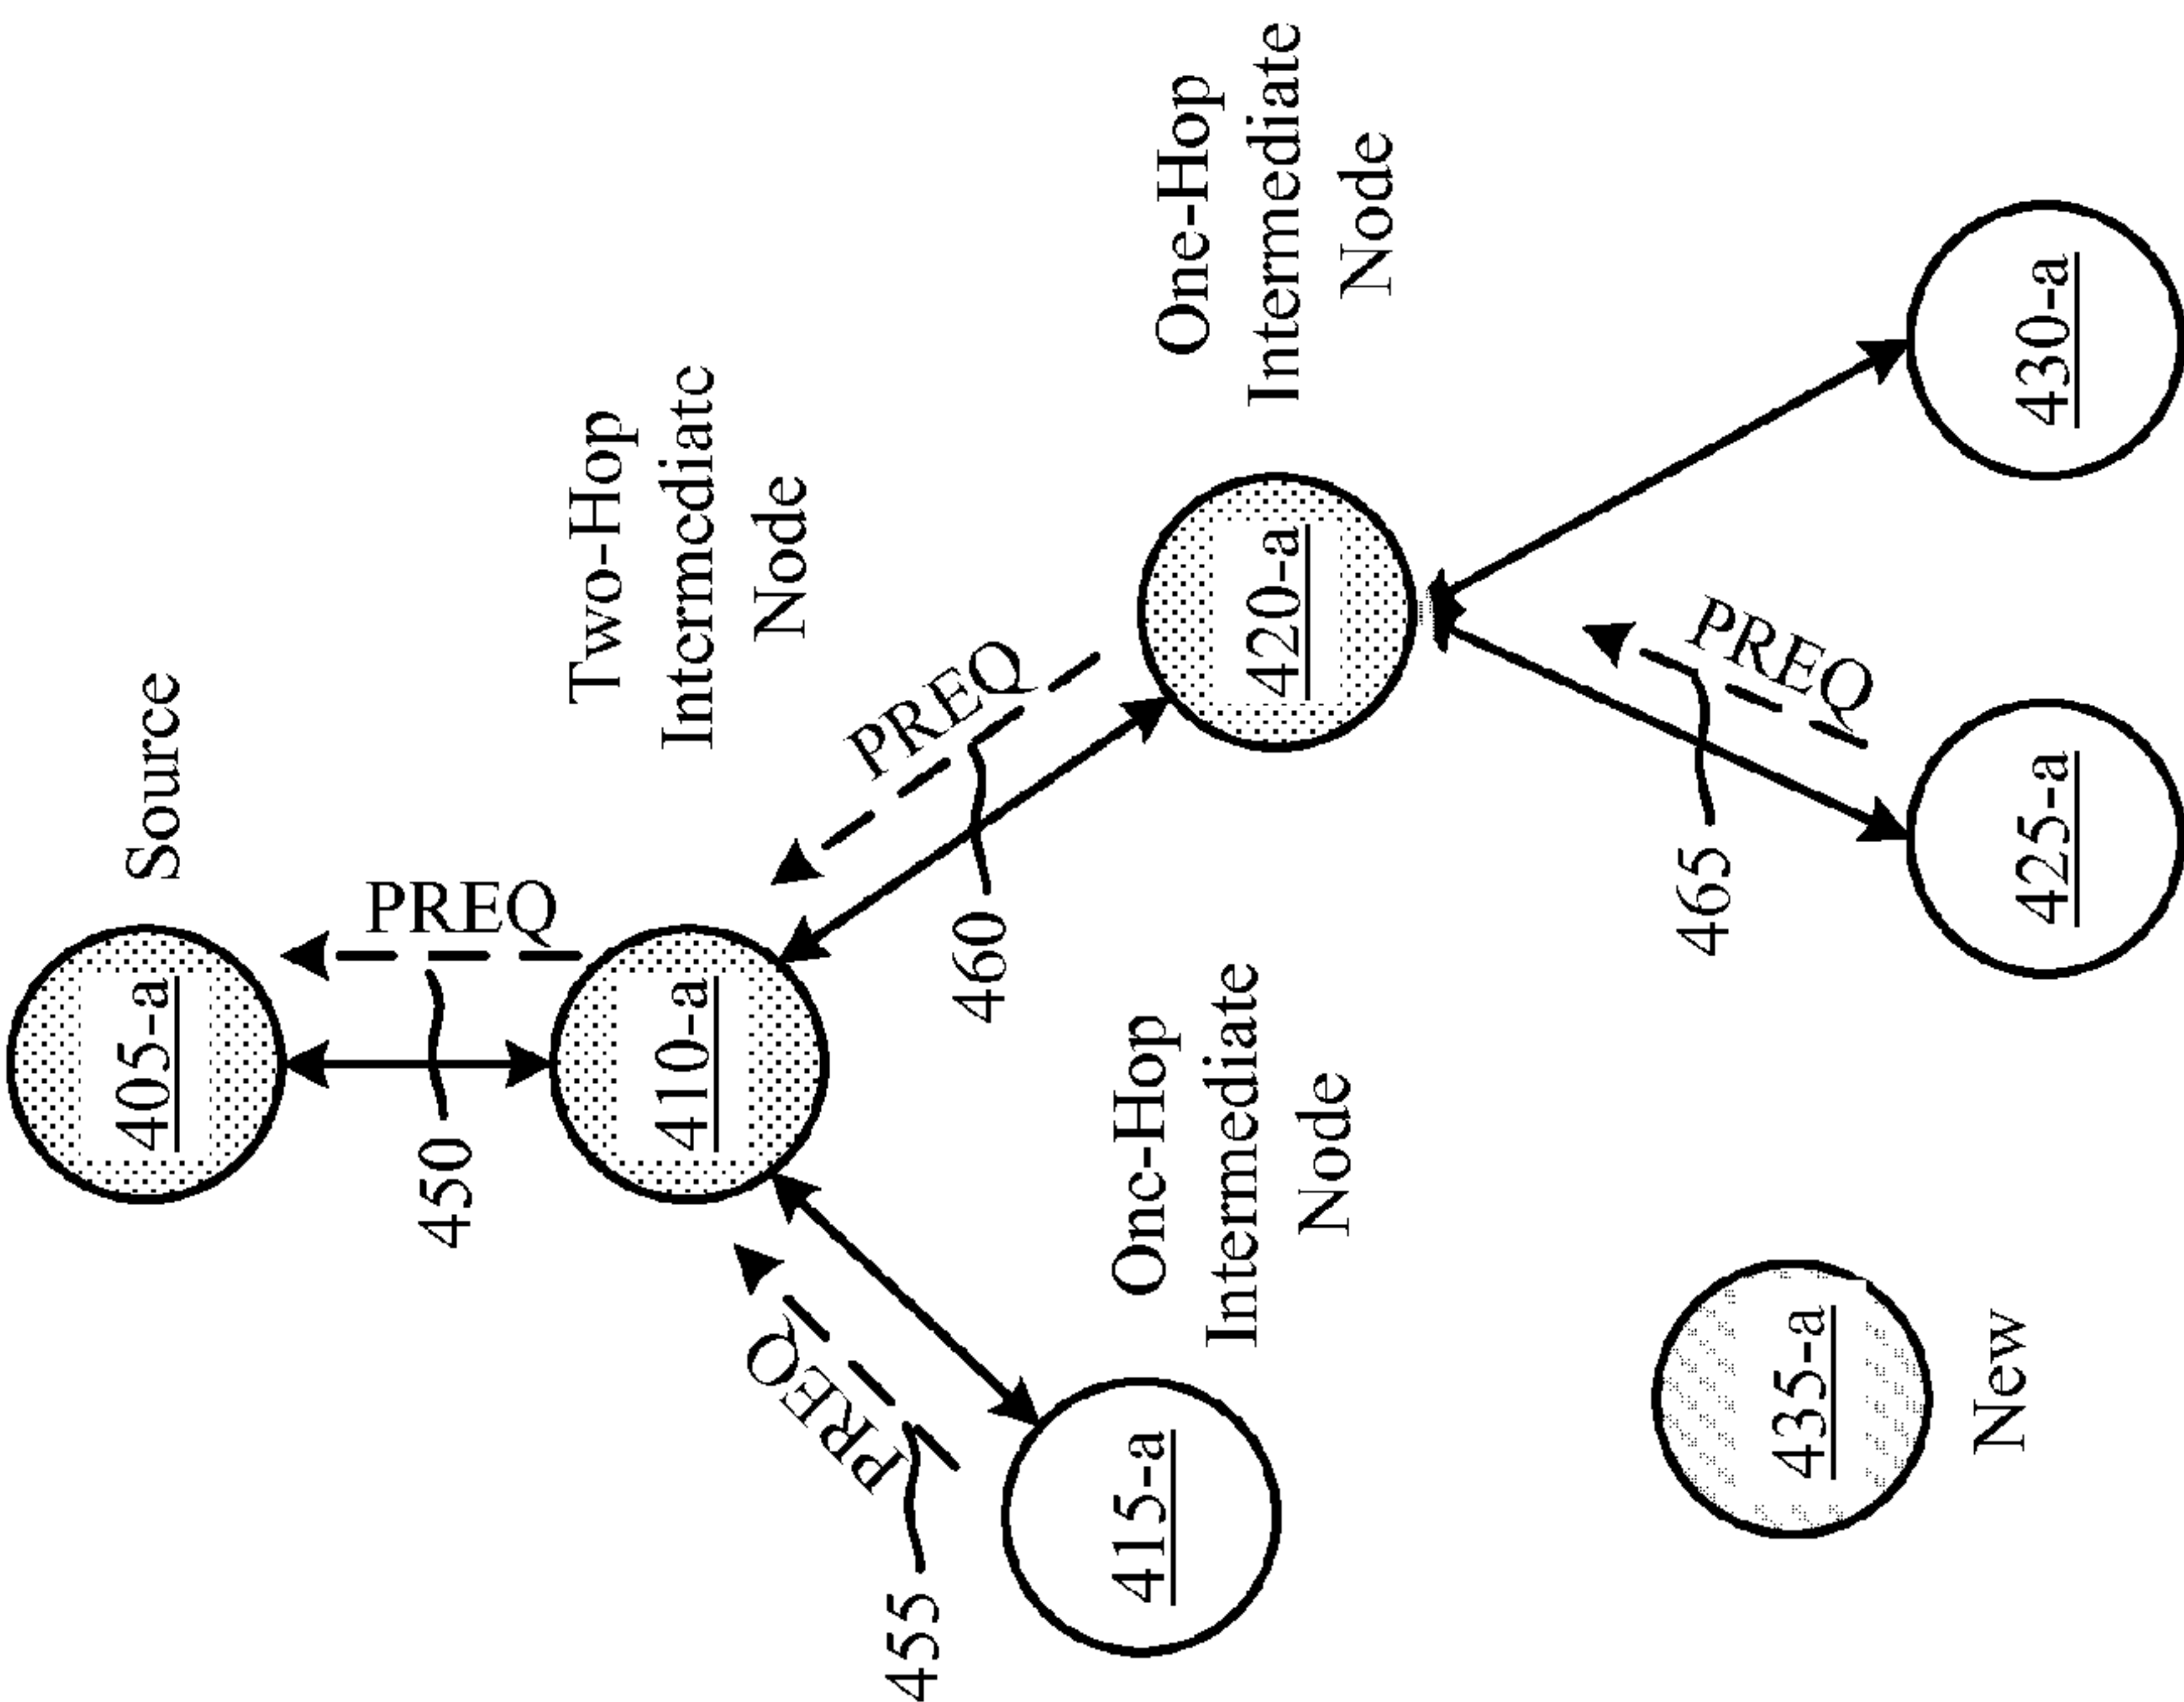 405-a
Source
450
PREQ
Two-Hop
Intermediate
Node
410-a
PREQ
455
PREQ
460
415-a
One-Hop
Intermediate
Node
420-a
One-Hop
Intermediate
Node
465
PREQ
435-a
New
425-a
430-a